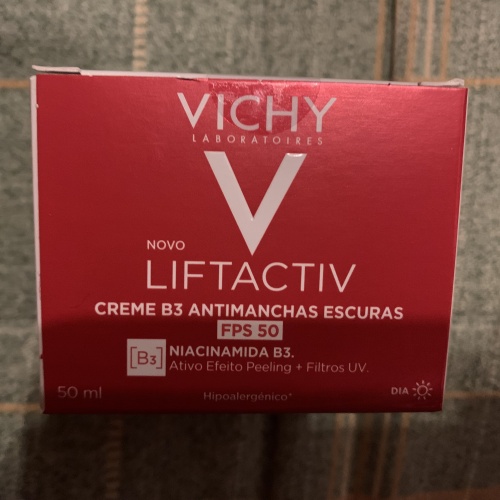 VICHY
LABORATOIRES
NOVO
LIFTACTIV
CREME B3 ANTIMANCHAS ESCURAS
FPS 50
[B3] NIACINAMIDA B3.
Ativo Efeito Peeling + Filtros UV.
50 ml
Hipoalergénico*
DIA